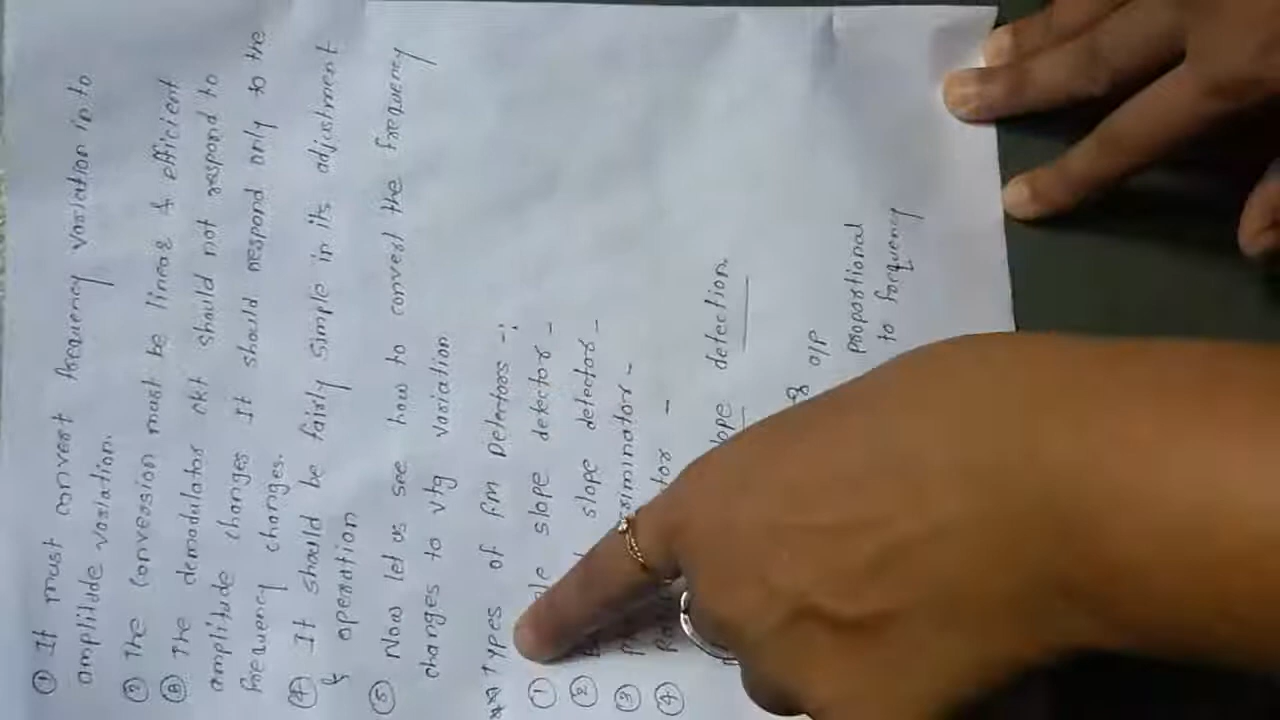 ① It must convert frequency variation in to
amplitude variation.
② The conversion must be linear & efficient
③ The demodulator ckt should not respond to
amplitude changes It should respond only to the
frequency changes.
④ It should be fairly simple in its adjustment
& operation
⑤ Now let us see how to convert the frequency
changes to vtg variation
** Types of FM Detectors -:
① slope detector -
② slope detector -
③
④ -
detection.
o/p
proportional
to frequency